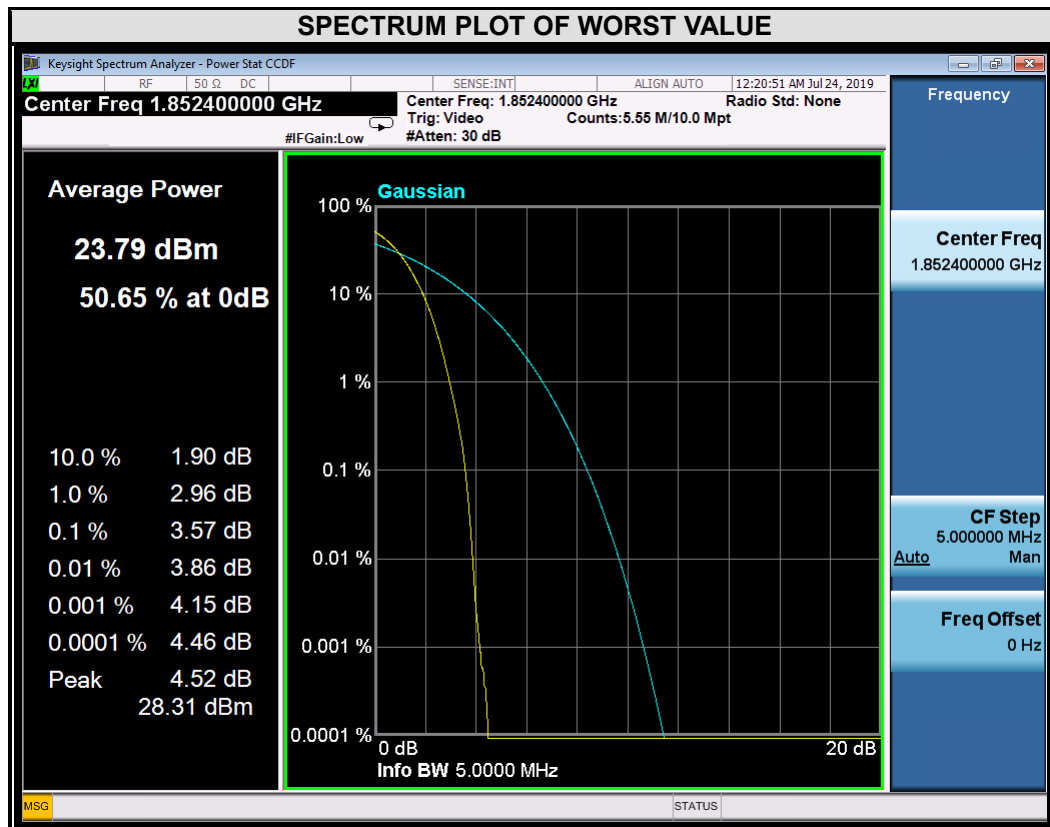 SPECTRUM PLOT OF WORST VALUE
Keysight Spectrum Analyzer - Power Stat CCDF
LXI RF 50 Ω DC SENSE:INT ALIGN AUTO 12:20:51 AM Jul 24, 2019
Center Freq 1.852400000 GHz
Center Freq: 1.852400000 GHz Radio Std: None
Trig: Video Counts:5.55 M/10.0 Mpt
#IFGain:Low #Atten: 30 dB
Average Power
23.79 dBm
50.65 % at 0dB
10.0 % 1.90 dB
1.0 % 2.96 dB
0.1 % 3.57 dB
0.01 % 3.86 dB
0.001 % 4.15 dB
0.0001 % 4.46 dB
Peak 4.52 dB
28.31 dBm
Gaussian
100 %
10 %
1 %
0.1 %
0.01 %
0.001 %
0.0001 %
0 dB 20 dB
Info BW 5.0000 MHz
Frequency
Center Freq
1.852400000 GHz
CF Step
5.000000 MHz
Auto Man
Freq Offset
0 Hz
MSG STATUS